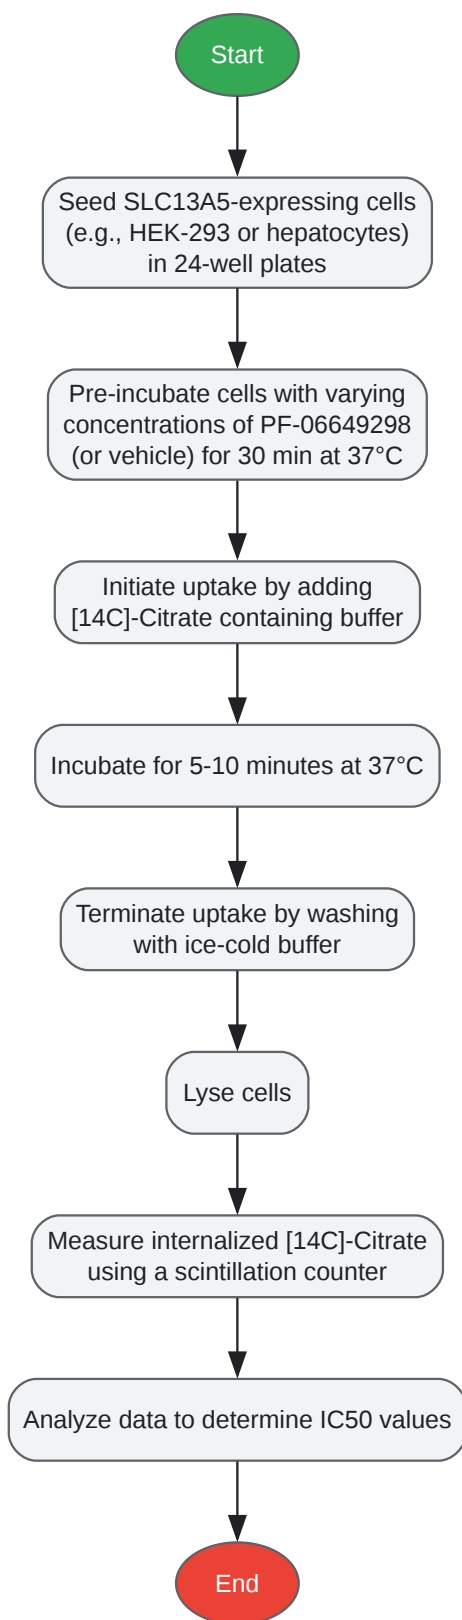 Start
Seed SLC13A5-expressing cells
(e.g., HEK-293 or hepatocytes)
in 24-well plates
Pre-incubate cells with varying
concentrations of PF-06649298
(or vehicle) for 30 min at 37°C
Initiate uptake by adding
[14C]-Citrate containing buffer
Incubate for 5-10 minutes at 37°C
Terminate uptake by washing
with ice-cold buffer
Lyse cells
Measure internalized [14C]-Citrate
using a scintillation counter
Analyze data to determine IC50 values
End